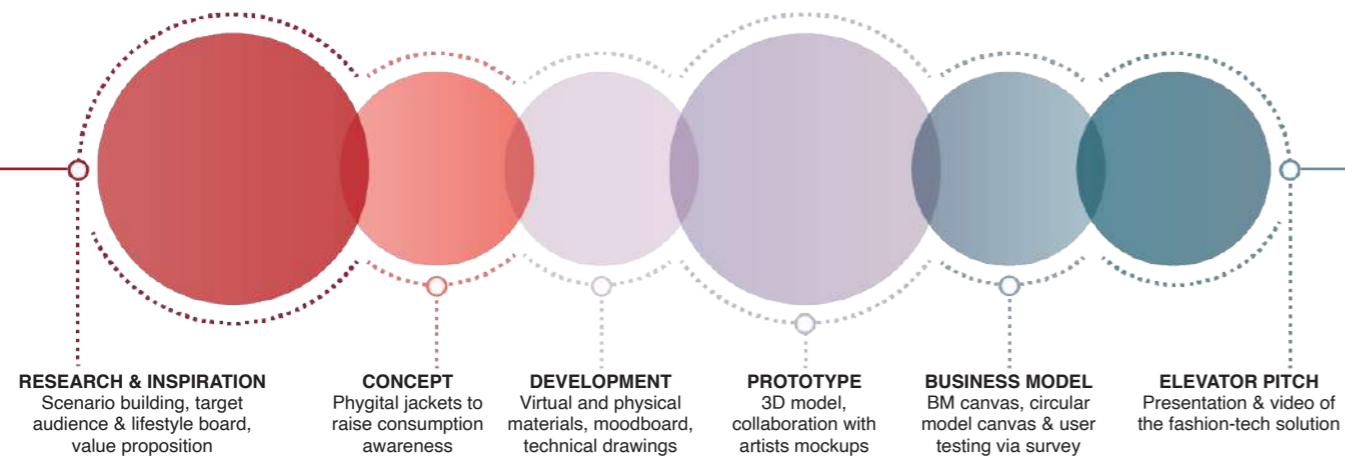 RESEARCH & INSPIRATION
Scenario building, target
audience & lifestyle board,
value proposition
CONCEPT
Phygital jackets to
raise consumption
awareness
DEVELOPMENT
Virtual and physical
materials, moodboard,
technical drawings
PROTOTYPE
3D model,
collaboration with
artists mockups
BUSINESS MODEL
BM canvas, circular
model canvas & user
testing via survey
ELEVATOR PITCH
Presentation & video of
the fashion-tech solution